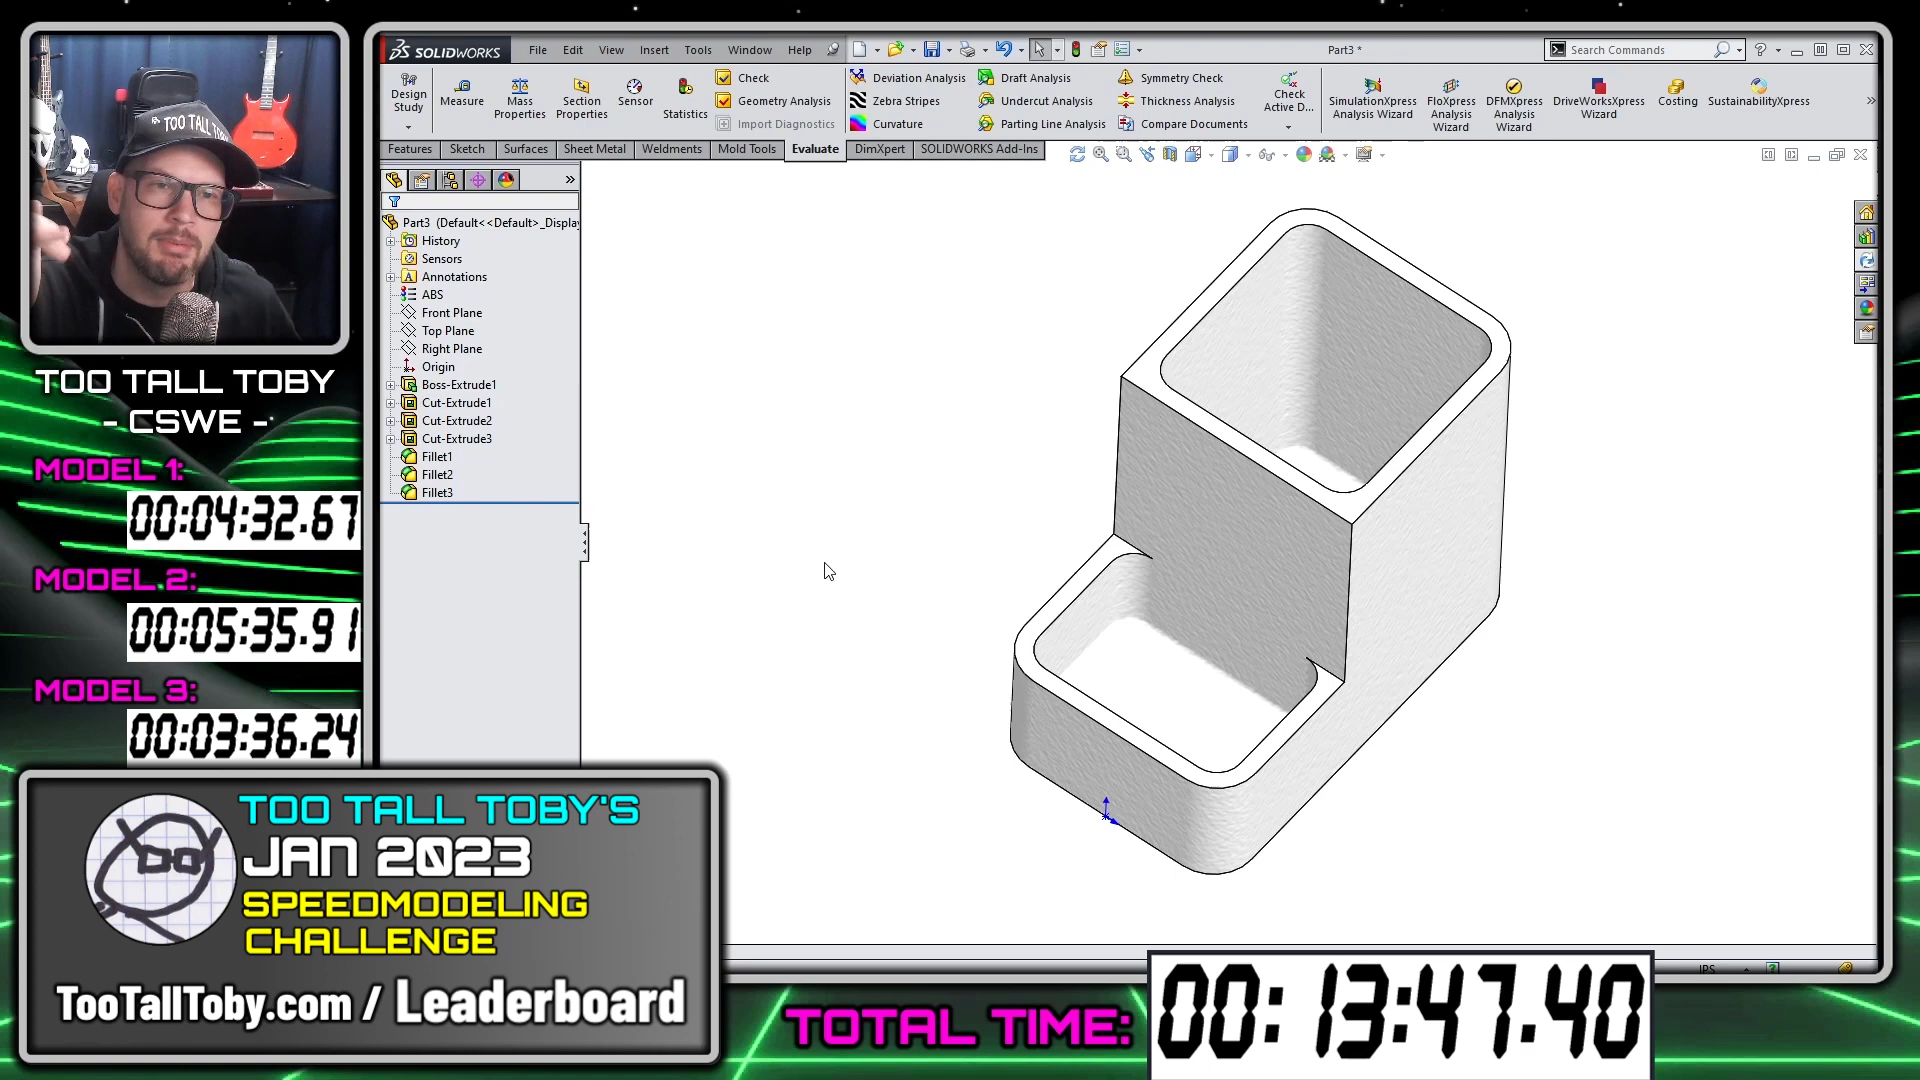 TOO TALL TOBY
TOO TALL TOBY
- CSWE -
MODEL 1:
00:04:32.67
MODEL 2:
00:05:35.91
MODEL 3:
00:03:36.24
TOO TALL TOBY'S
JAN 2023
SPEEDMODELING
CHALLENGE
TooTallToby.com / Leaderboard
TOTAL TIME:
00:13:47.40
SOLIDWORKS File Edit View Insert Tools Window Help Part3 * Search Commands
Design Study
Measure
Mass Properties
Section Properties
Sensor
Statistics
Check
Geometry Analysis
Import Diagnostics
Deviation Analysis
Zebra Stripes
Curvature
Draft Analysis
Undercut Analysis
Parting Line Analysis
Symmetry Check
Thickness Analysis
Compare Documents
Check Active D...
SimulationXpress Analysis Wizard
FloXpress Analysis Wizard
DFMXpress Analysis Wizard
DriveWorksXpress Wizard
Costing
SustainabilityXpress
Features Sketch Surfaces Sheet Metal Weldments Mold Tools Evaluate DimXpert SOLIDWORKS Add-Ins
Part3 (Default<<Default>_Display
History
Sensors
Annotations
ABS
Front Plane
Top Plane
Right Plane
Origin
Boss-Extrude1
Cut-Extrude1
Cut-Extrude2
Cut-Extrude3
Fillet1
Fillet2
Fillet3
IPS